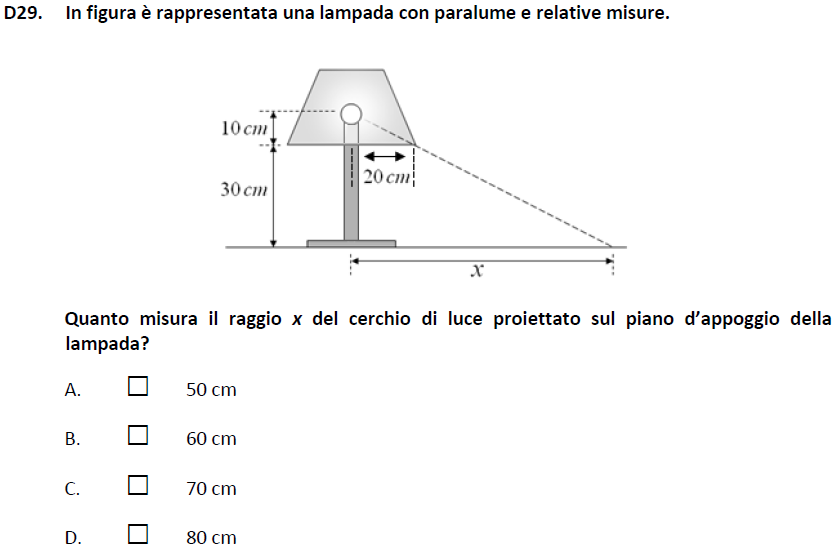 D29. In figura è rappresentata una lampada con paralume e relative misure.
10 cm
20 cm
30 cm
x
Quanto misura il raggio x del cerchio di luce proiettato sul piano d'appoggio della
lampada?
A. 50 cm
B. 60 cm
C. 70 cm
D. 80 cm